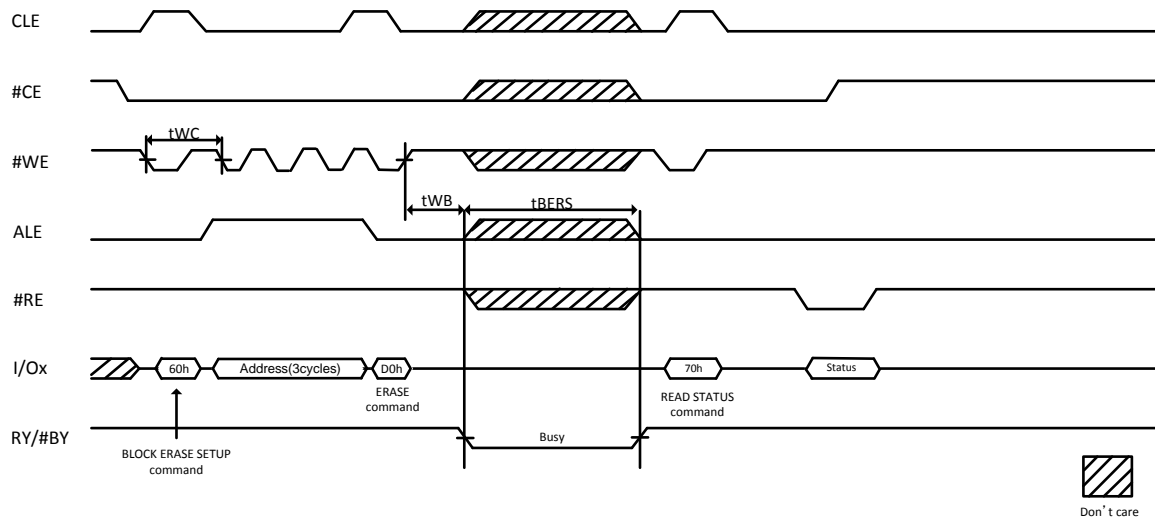 CLE
#CE
tWC
#WE
tWB
tBERS
ALE
#RE
I/Ox
60h
Address(3cycles)
D0h
70h
Status
ERASE
command
READ STATUS
command
RY/#BY
Busy
BLOCK ERASE SETUP
command
Don't care